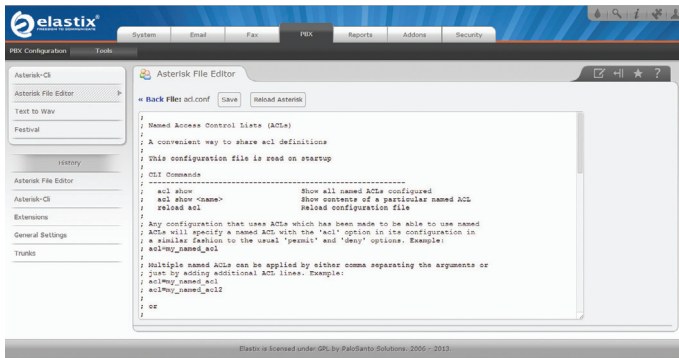 elastix
FREEDOM TO COMMUNICATE
System Email Fax PBX Reports Addons Security
PBX Configuration Tools
Asterisk-Cli
Asterisk File Editor
Text to Wav
Festival
History
Asterisk File Editor
Asterisk-Cli
Extensions
General Settings
Trunks
Asterisk File Editor
« Back File: acl.conf Save Reload Asterisk
;
; Named Access Control Lists (ACLs)
;
; A convenient way to share acl definitions
;
; This configuration file is read on startup
;
; CLI Commands
; -----------------------------------------------------------
; acl show Show all named ACLs configured
; acl show <name> Show contents of a particular named ACL
; reload acl Reload configuration file
;
; Any configuration that uses ACLs which has been made to be able to use named
; ACLs will specify a named ACL with the 'acl' option in its configuration in
; a similar fashion to the usual 'permit' and 'deny' options. Example:
; acl=my_named_acl
;
; Multiple named ACLs can be applied by either comma separating the arguments or
; just by adding additional ACL lines. Example:
; acl=my_named_acl
; acl=my_named_acl2
;
; or
;
Elastix is licensed under GPL by PaloSanto Solutions. 2006 - 2013.